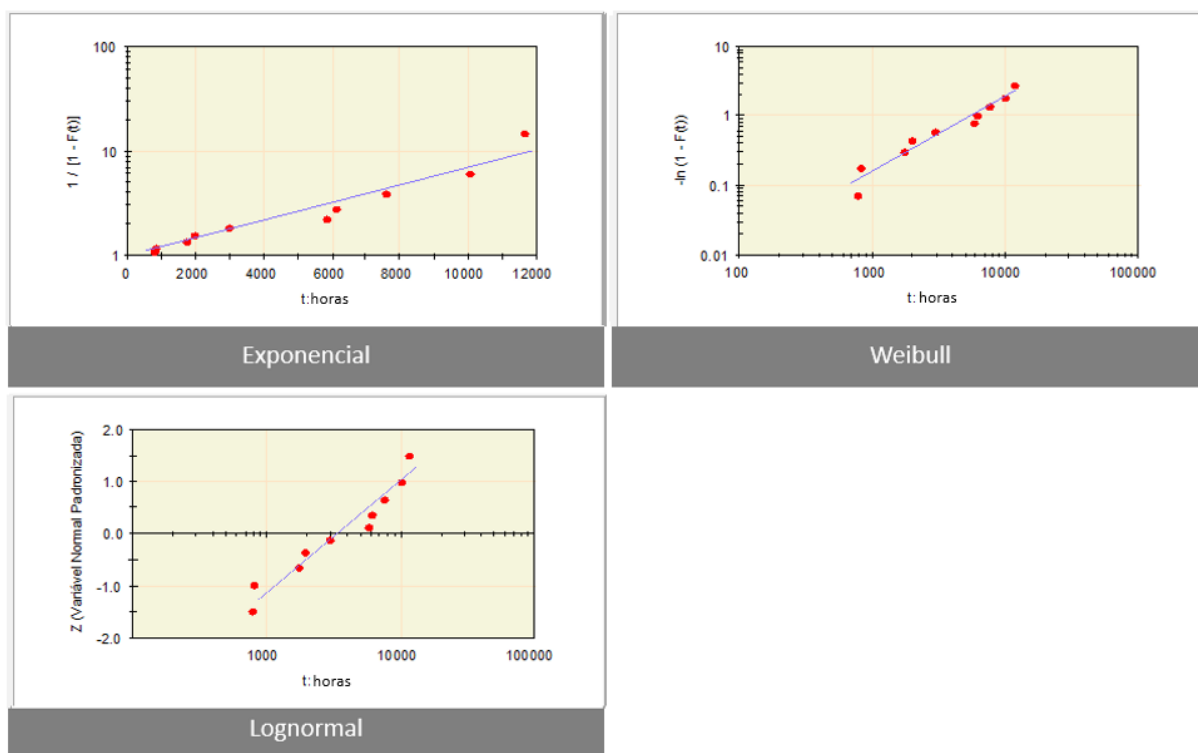 100
10
1
1 / [1 - F(t)]
0 2000 4000 6000 8000 10000 12000
t:horas
Exponencial
10
1
0.1
0.01
-ln (1 - F(t))
100 1000 10000 100000
t:horas
Weibull
2.0
1.0
0.0
-1.0
-2.0
Z (Variável Normal Padronizada)
1000 10000 100000
t:horas
Lognormal